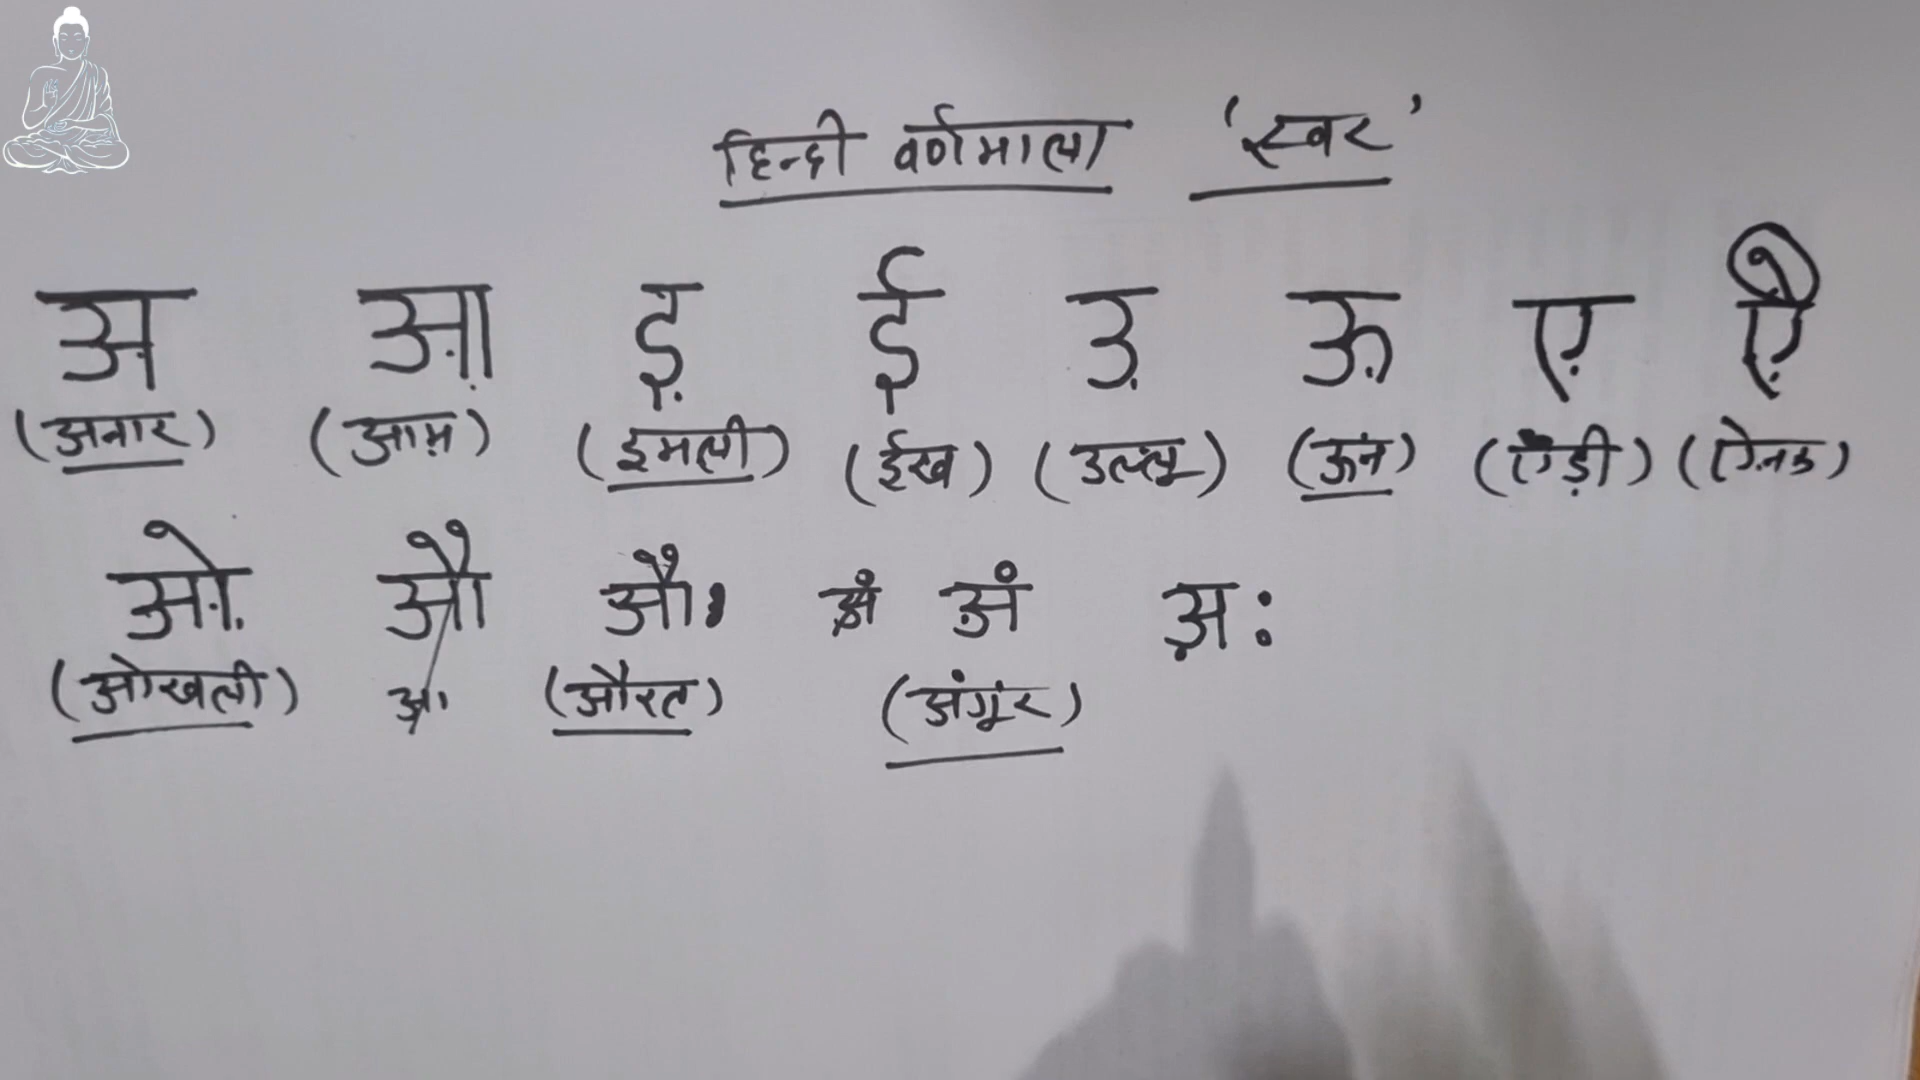 हिन्दी वर्णमाला 'स्वर'
अ आ इ ई उ ऊ ए ऐ
(अनार) (आम) (इमली) (ईख) (उल्लू) (ऊन) (एड़ी) (ऐनक)
ओ औ औ अं अं अ:
(ओखली) (औरत) (अंगूर)